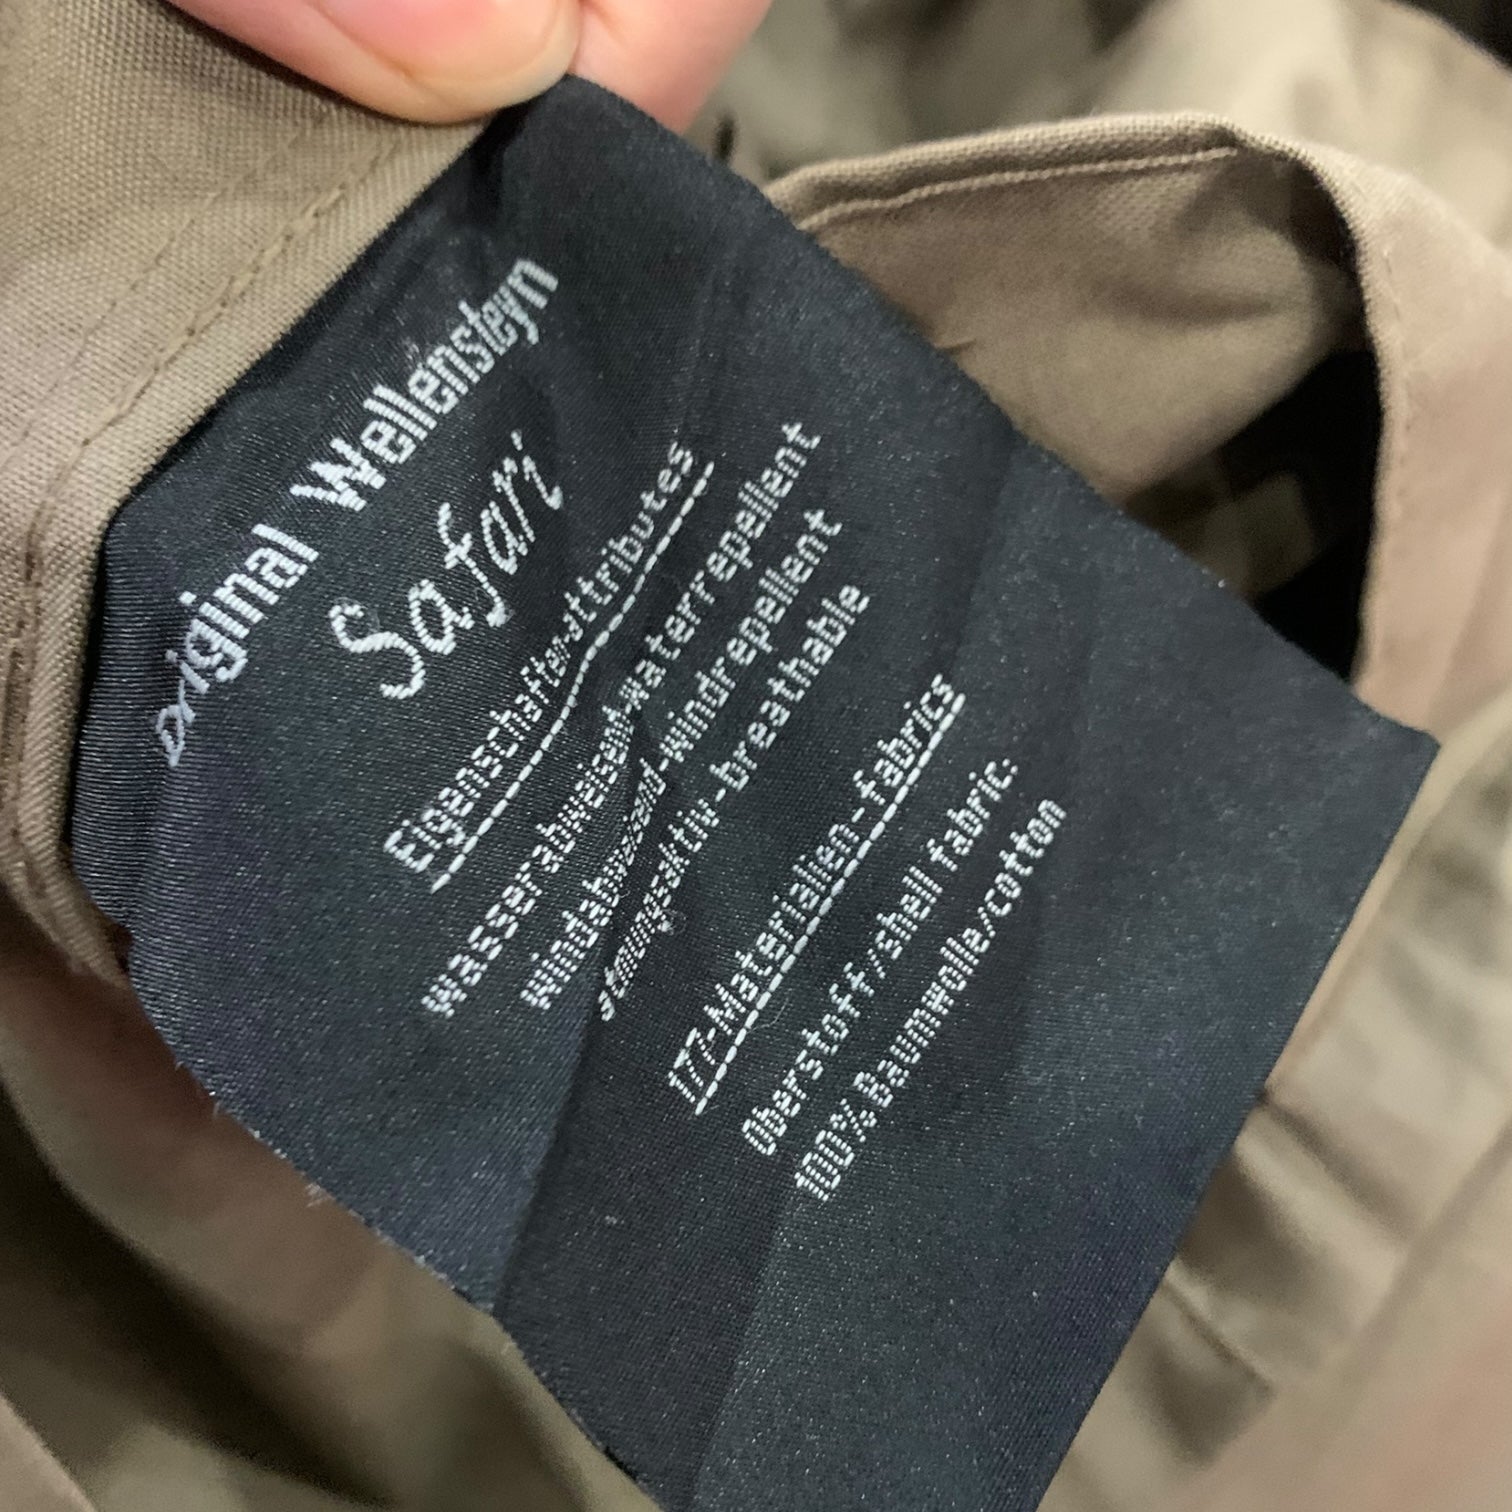 Original Wellensteyn
Safari
Eigenschaften-attributes
wasserabweisend-waterrepellent
windabweisend-windrepellent
atmungsaktiv-breathable
177-Materialien-fabrics
Oberstoff/shell fabric:
100% Baumwolle/cotton